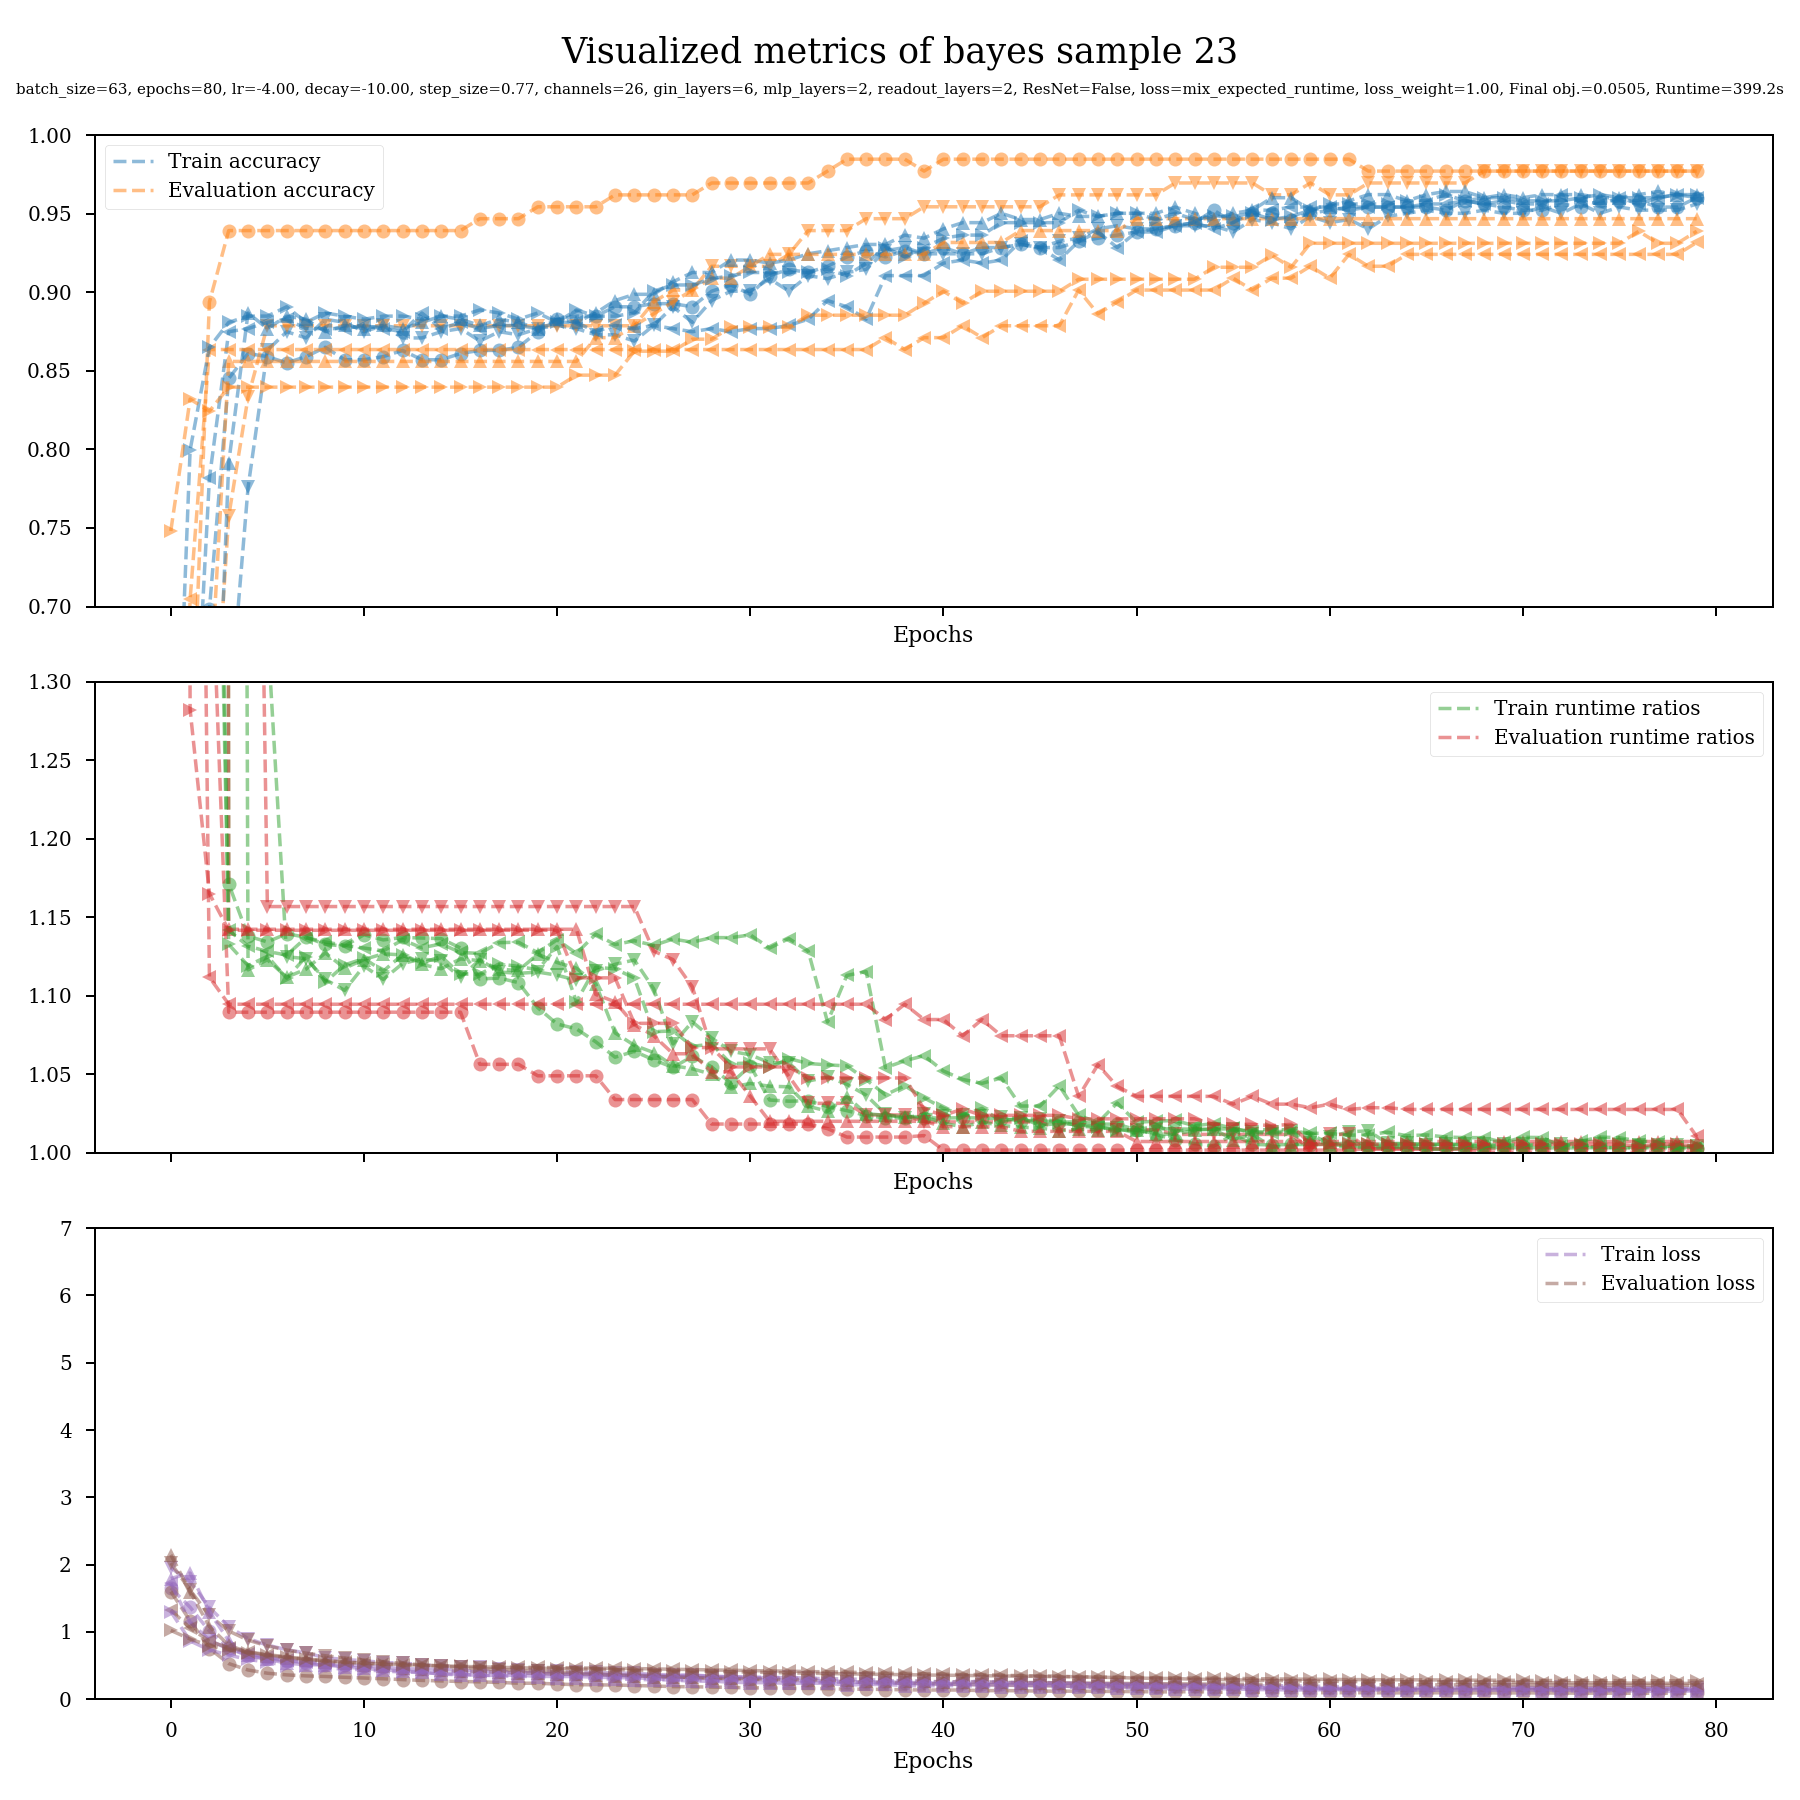 Visualized metrics of bayes sample 23
batch_size=63, epochs=80, lr=-4.00, decay=-10.00, step_size=0.77, channels=26, gin_layers=6, mlp_layers=2, readout_layers=2, ResNet=False, loss=mix_expected_runtime, loss_weight=1.00, Final obj.=0.0505, Runtime=399.2s
1.00
0.95
0.90
0.85
0.80
0.75
0.70
Train accuracy
Evaluation accuracy
Epochs
1.30
1.25
1.20
1.15
1.10
1.05
1.00
Train runtime ratios
Evaluation runtime ratios
Epochs
7
6
5
4
3
2
1
0
Train loss
Evaluation loss
0 10 20 30 40 50 60 70 80
Epochs